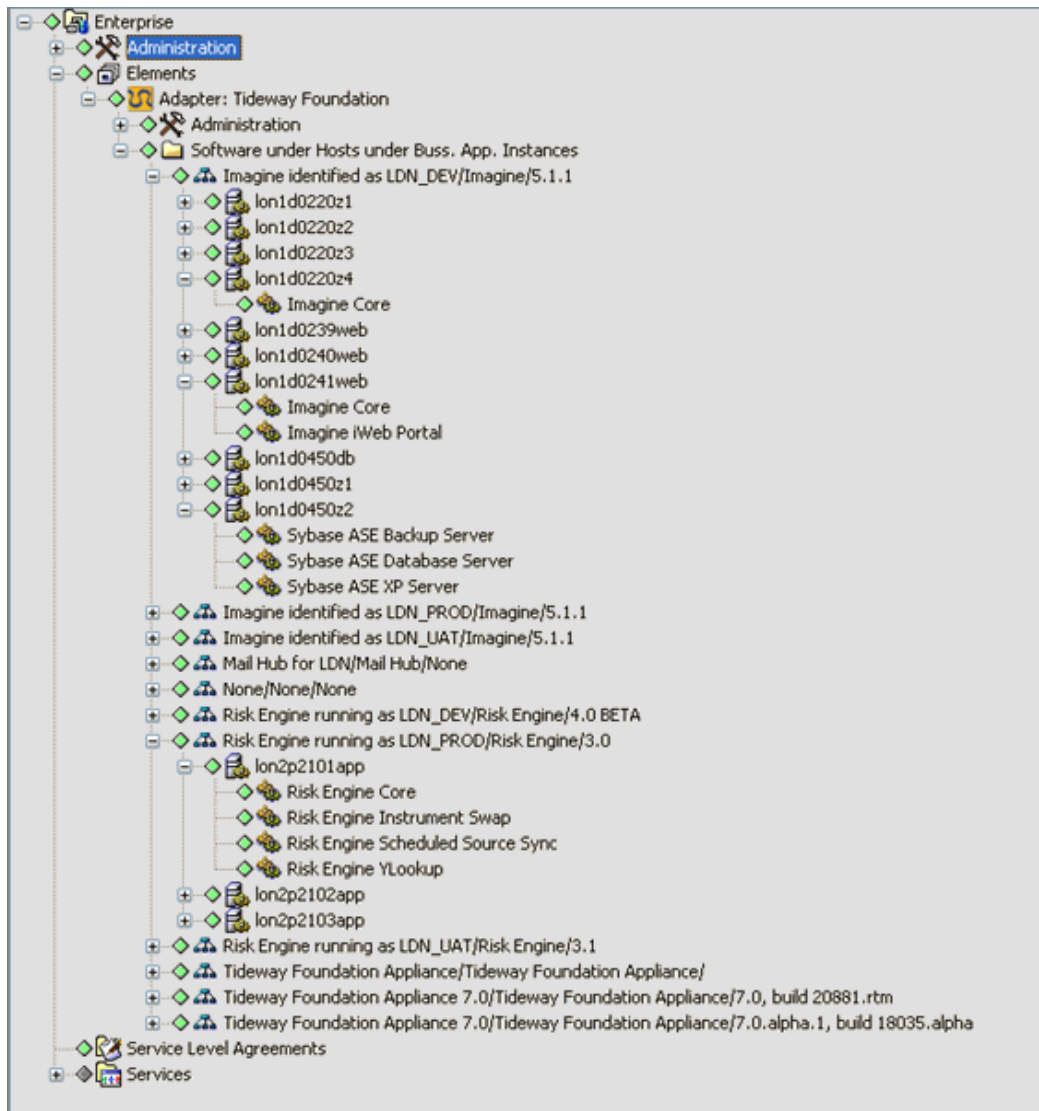 Enterprise
Administration
Elements
Adapter: Tideway Foundation
Administration
Software under Hosts under Buss. App. Instances
Imagine identified as LDN_DEV/Imagine/5.1.1
lon1d0220z1
lon1d0220z2
lon1d0220z3
lon1d0220z4
Imagine Core
lon1d0239web
lon1d0240web
lon1d0241web
Imagine Core
Imagine iWeb Portal
lon1d0450db
lon1d0450z1
lon1d0450z2
Sybase ASE Backup Server
Sybase ASE Database Server
Sybase ASE XP Server
Imagine identified as LDN_PROD/Imagine/5.1.1
Imagine identified as LDN_UAT/Imagine/5.1.1
Mail Hub for LDN/Mail Hub/None
None/None/None
Risk Engine running as LDN_DEV/Risk Engine/4.0 BETA
Risk Engine running as LDN_PROD/Risk Engine/3.0
lon2p2101app
Risk Engine Core
Risk Engine Instrument Swap
Risk Engine Scheduled Source Sync
Risk Engine YLookup
lon2p2102app
lon2p2103app
Risk Engine running as LDN_UAT/Risk Engine/3.1
Tideway Foundation Appliance/Tideway Foundation Appliance/
Tideway Foundation Appliance 7.0/Tideway Foundation Appliance/7.0, build 20881.rtm
Tideway Foundation Appliance 7.0/Tideway Foundation Appliance/7.0.alpha.1, build 18035.alpha
Service Level Agreements
Services